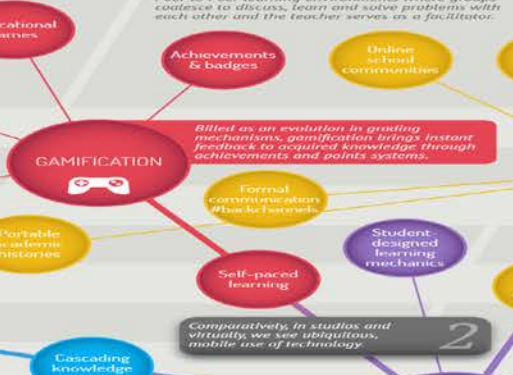 coalesce to discuss, learn and solve problems with
each other and the teacher serves as a facilitator.
Achievements
& badges
Online
school
communities
Billed as an evolution in grading
mechanisms, gamification brings instant
feedback to acquired knowledge through
achievements and points systems.
GAMIFICATION
Formal
communication
#backchannels
Portable
academic
histories
Student-
designed
learning
mechanics
Self-paced
learning
Comparatively, in studios and
virtually, we see ubiquitous,
mobile use of technology.
2
Cascading
knowledge